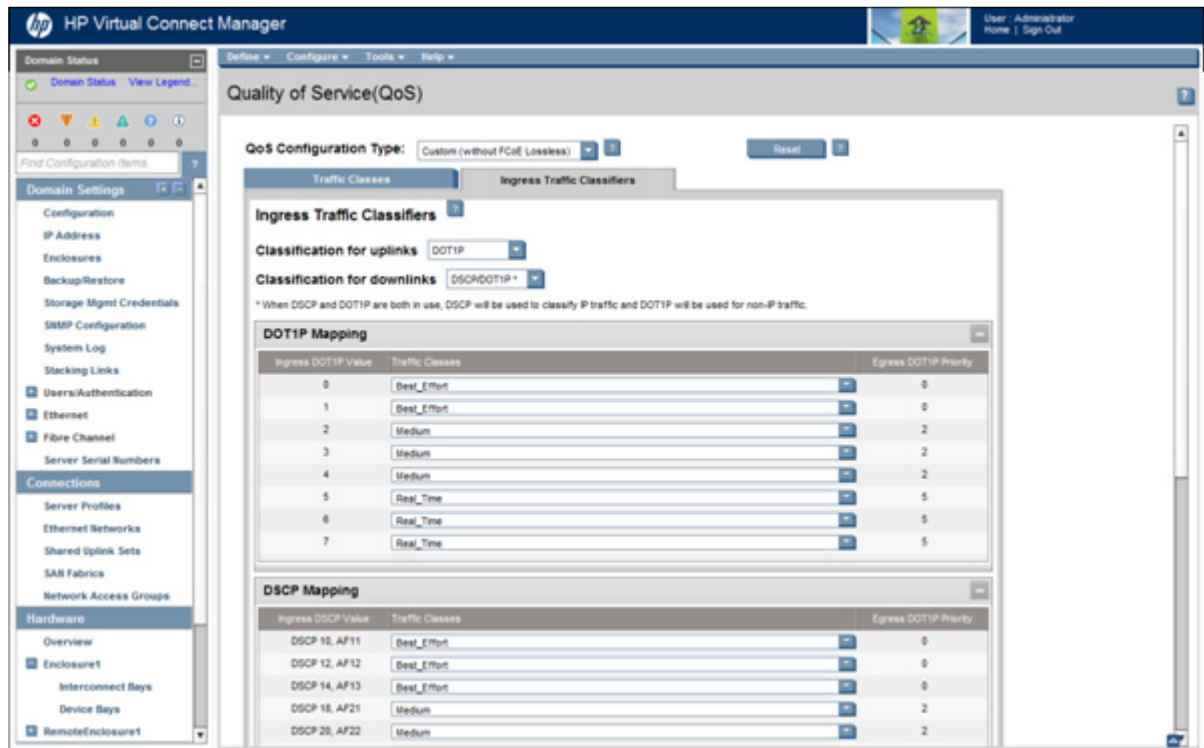 hp HP Virtual Connect Manager
User : Administrator
Home | Sign Out
Domain Status
Domain Status View Legend...
0 0 0 0 0 0
Find Configuration Items. ?
Domain Settings
Configuration
IP Address
Enclosures
Backup/Restore
Storage Mgmt Credentials
SNMP Configuration
System Log
Stacking Links
Users/Authentication
Ethernet
Fibre Channel
Server Serial Numbers
Connections
Server Profiles
Ethernet Networks
Shared Uplink Sets
SAN Fabrics
Network Access Groups
Hardware
Overview
Enclosure1
Interconnect Bays
Device Bays
RemoteEnclosure1
Define Configure Tools Help
Quality of Service(QoS) ?
QoS Configuration Type: Custom (without FCoE Lossless) ? Reset ?
Traffic Classes Ingress Traffic Classifiers
Ingress Traffic Classifiers ?
Classification for uplinks DOT1P
Classification for downlinks DSCP/DOT1P *
* When DSCP and DOT1P are both in use, DSCP will be used to classify IP traffic and DOT1P will be used for non-IP traffic.
DOT1P Mapping
Ingress DOT1P Value Traffic Classes Egress DOT1P Priority
0 Best_Effort 0
1 Best_Effort 0
2 Medium 2
3 Medium 2
4 Medium 2
5 Real_Time 5
6 Real_Time 5
7 Real_Time 5
DSCP Mapping
Ingress DSCP Value Traffic Classes Egress DOT1P Priority
DSCP 10, AF11 Best_Effort 0
DSCP 12, AF12 Best_Effort 0
DSCP 14, AF13 Best_Effort 0
DSCP 18, AF21 Medium 2
DSCP 20, AF22 Medium 2